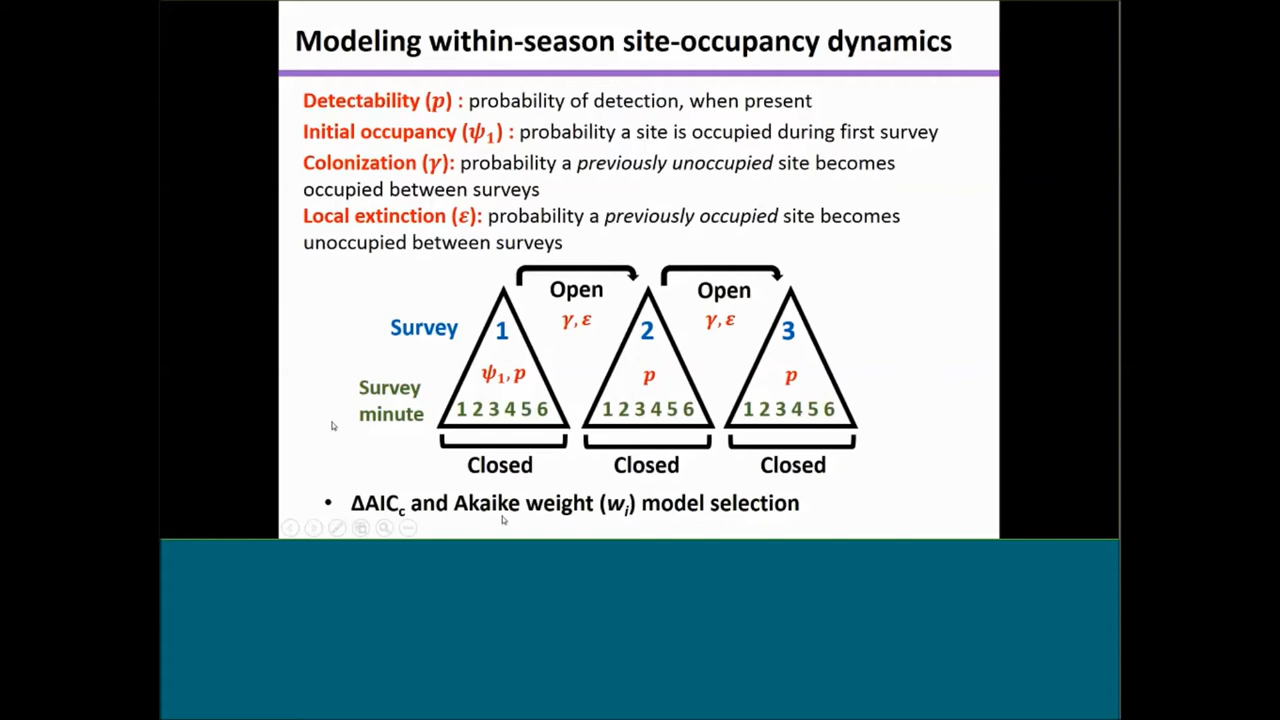 Modeling within-season site-occupancy dynamics
Detectability (p) : probability of detection, when present
Initial occupancy (ψ₁) : probability a site is occupied during first survey
Colonization (γ): probability a previously unoccupied site becomes
occupied between surveys
Local extinction (ε): probability a previously occupied site becomes
unoccupied between surveys
Open Open
γ, ε γ, ε
Survey 1 2 3
ψ₁, p p p
Survey
minute
1 2 3 4 5 6 1 2 3 4 5 6 1 2 3 4 5 6
Closed Closed Closed
• ΔAICc and Akaike weight (wᵢ) model selection